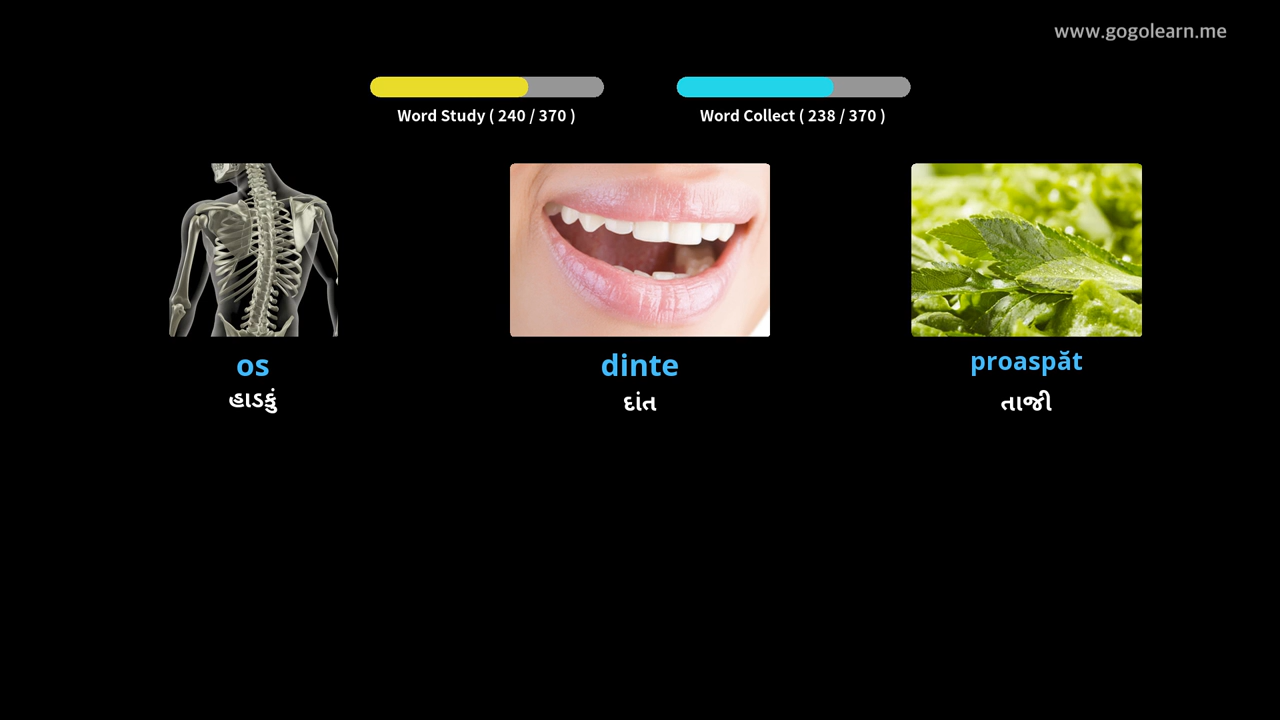 www.gogolearn.me
Word Study ( 240 / 370 )
Word Collect ( 238 / 370 )
os
dinte
proaspăt
હાડકું
દાંત
તાજી